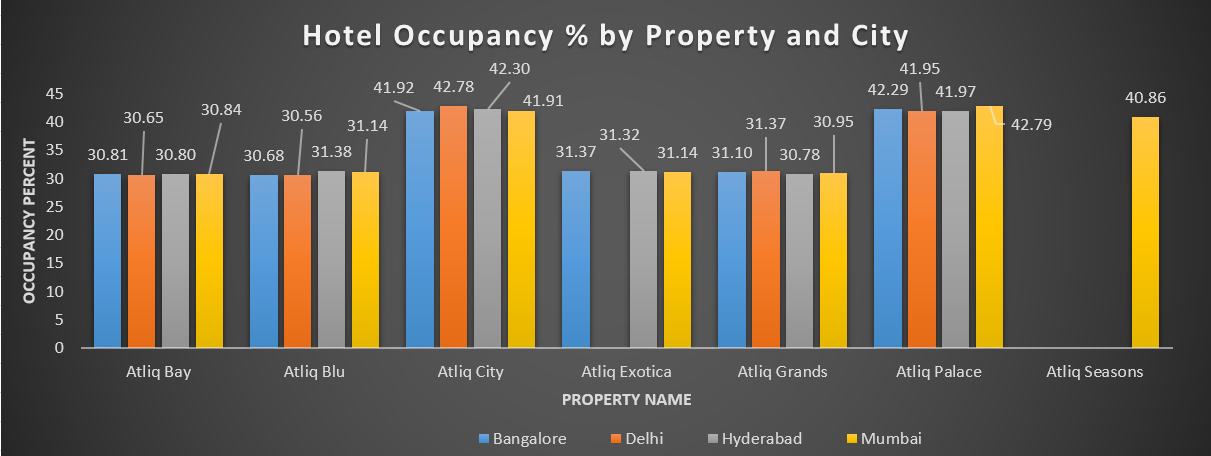 Hotel Occupancy % by Property and City
OCCUPANCY PERCENT
45
40
35
30
25
20
15
10
5
0
30.81
30.65
30.80
30.84
30.68
30.56
31.38
31.14
41.92
42.78
42.30
41.91
31.37
31.32
31.14
31.10
31.37
30.78
30.95
42.29
41.95
41.97
42.79
40.86
Atliq Bay
Atliq Blu
Atliq City
Atliq Exotica
Atliq Grands
Atliq Palace
Atliq Seasons
PROPERTY NAME
Bangalore
Delhi
Hyderabad
Mumbai